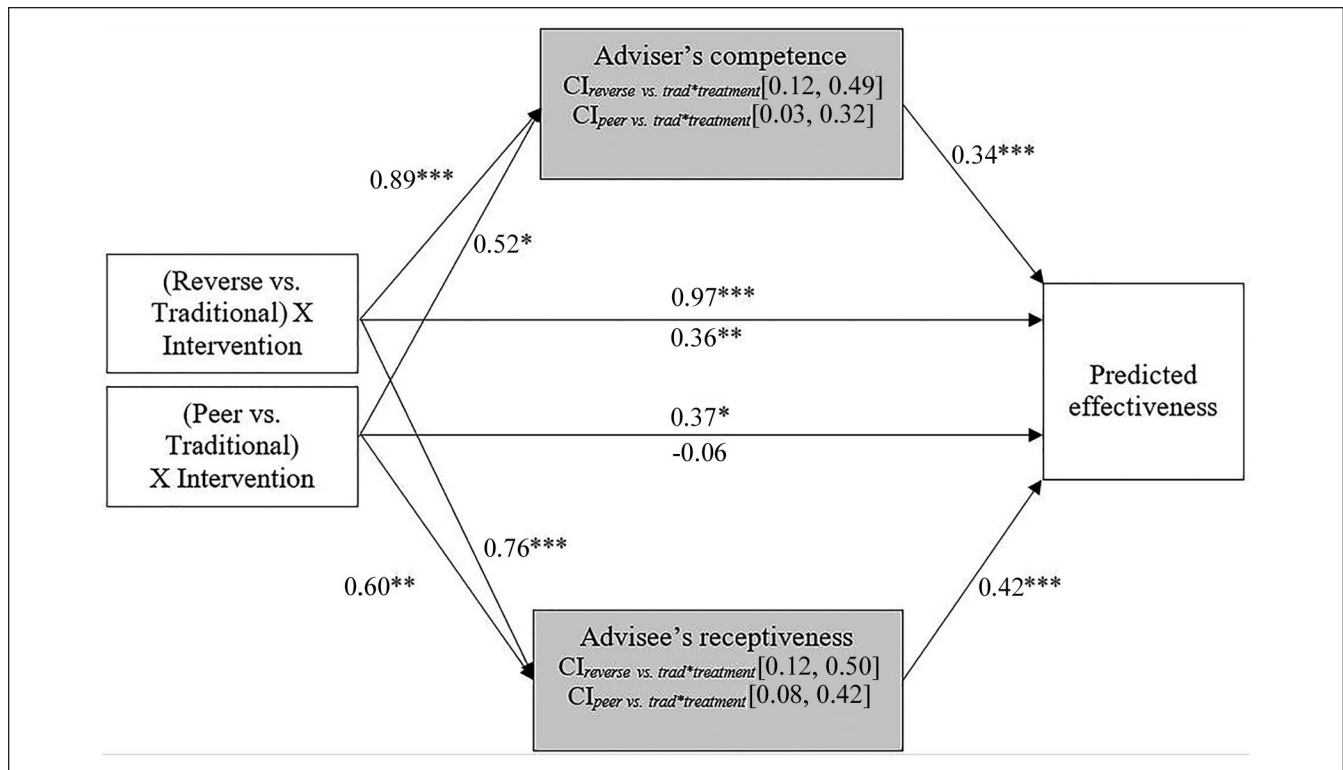 Adviser's competence
CIreverse vs. trad*treatment[0.12, 0.49]
CIpeer vs. trad*treatment[0.03, 0.32]
0.89***
0.34***
0.52*
(Reverse vs.
Traditional) X
Intervention
0.97***
0.36**
(Peer vs.
Traditional)
X Intervention
0.37*
-0.06
Predicted
effectiveness
0.76***
0.60**
0.42***
Advisee's receptiveness
CIreverse vs. trad*treatment[0.12, 0.50]
CIpeer vs. trad*treatment[0.08, 0.42]